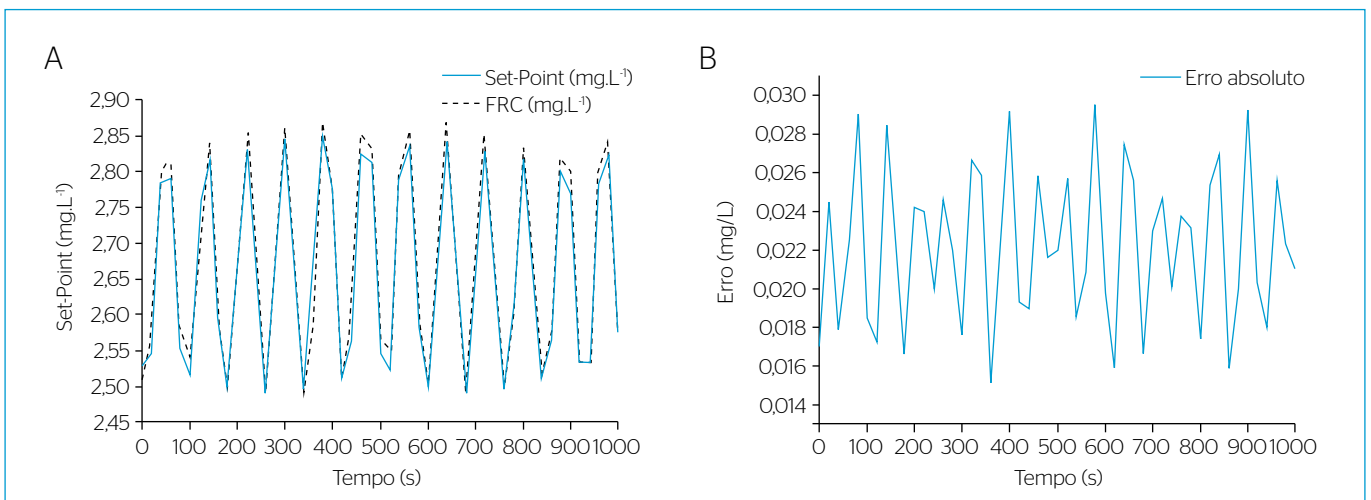 A
Set-Point (mg.L⁻¹)
FRC (mg.L⁻¹)
Set-Point (mg.L⁻¹)
2,90
2,85
2,80
2,75
2,70
2,65
2,60
2,55
2,50
2,45
0 100 200 300 400 500 600 700 800 900 1000
Tempo (s)
B
Erro absoluto
Erro (mg/L)
0,030
0,028
0,026
0,024
0,022
0,020
0,018
0,016
0,014
0 100 200 300 400 500 600 700 800 900 1000
Tempo (s)